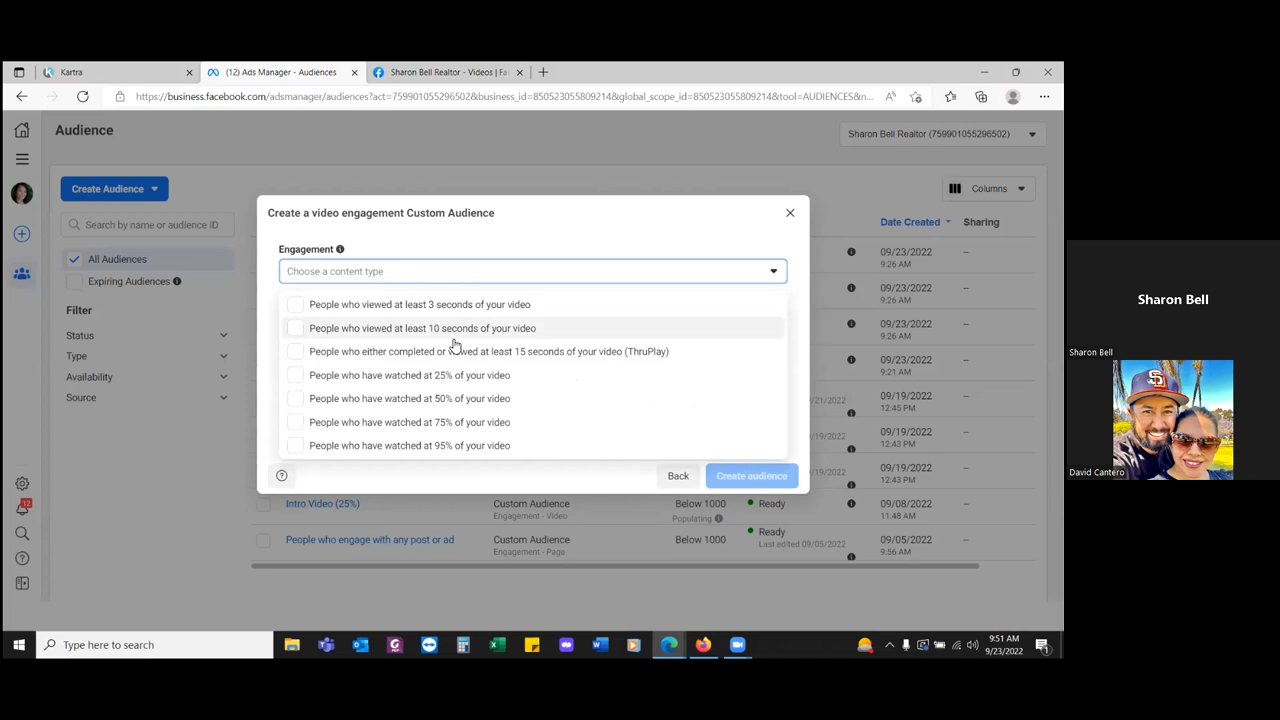 Kartra
(12) Ads Manager - Audiences
Sharon Bell Realtor - Videos | Fa
https://business.facebook.com/adsmanager/audiences?act=759901055296502&business_id=850523055809214&global_scope_id=850523055809214&tool=AUDIENCES&n...
Audience
Sharon Bell Realtor (759901055296502)
Create Audience
Columns
Create a video engagement Custom Audience
Search by name or audience ID
Date Created
Sharing
Engagement
All Audiences
09/23/2022
--
9:26 AM
Choose a content type
Expiring Audiences
09/23/2022
--
9:26 AM
People who viewed at least 3 seconds of your video
Filter
09/23/2022
--
9:26 AM
People who viewed at least 10 seconds of your video
Status
People who either completed or viewed at least 15 seconds of your video (ThruPlay)
Type
09/23/2022
--
9:21 AM
People who have watched at 25% of your video
Availability
People who have watched at 50% of your video
Source
09/21/2022
09/19/2022
--
12:45 PM
People who have watched at 75% of your video
09/19/2022
09/19/2022
--
12:43 PM
People who have watched at 95% of your video
09/19/2022
09/19/2022
--
12:43 PM
Back
Create audience
Intro Video (25%)
Custom Audience
Engagement - Video
Below 1000
Populating
Ready
09/08/2022
11:48 AM
--
People who engage with any post or ad
Custom Audience
Engagement - Page
Below 1000
Ready
Last edited 09/05/2022
09/05/2022
9:56 AM
--
12
Type here to search
9:51 AM
9/23/2022
Sharon Bell
Sharon Bell
David Cantero